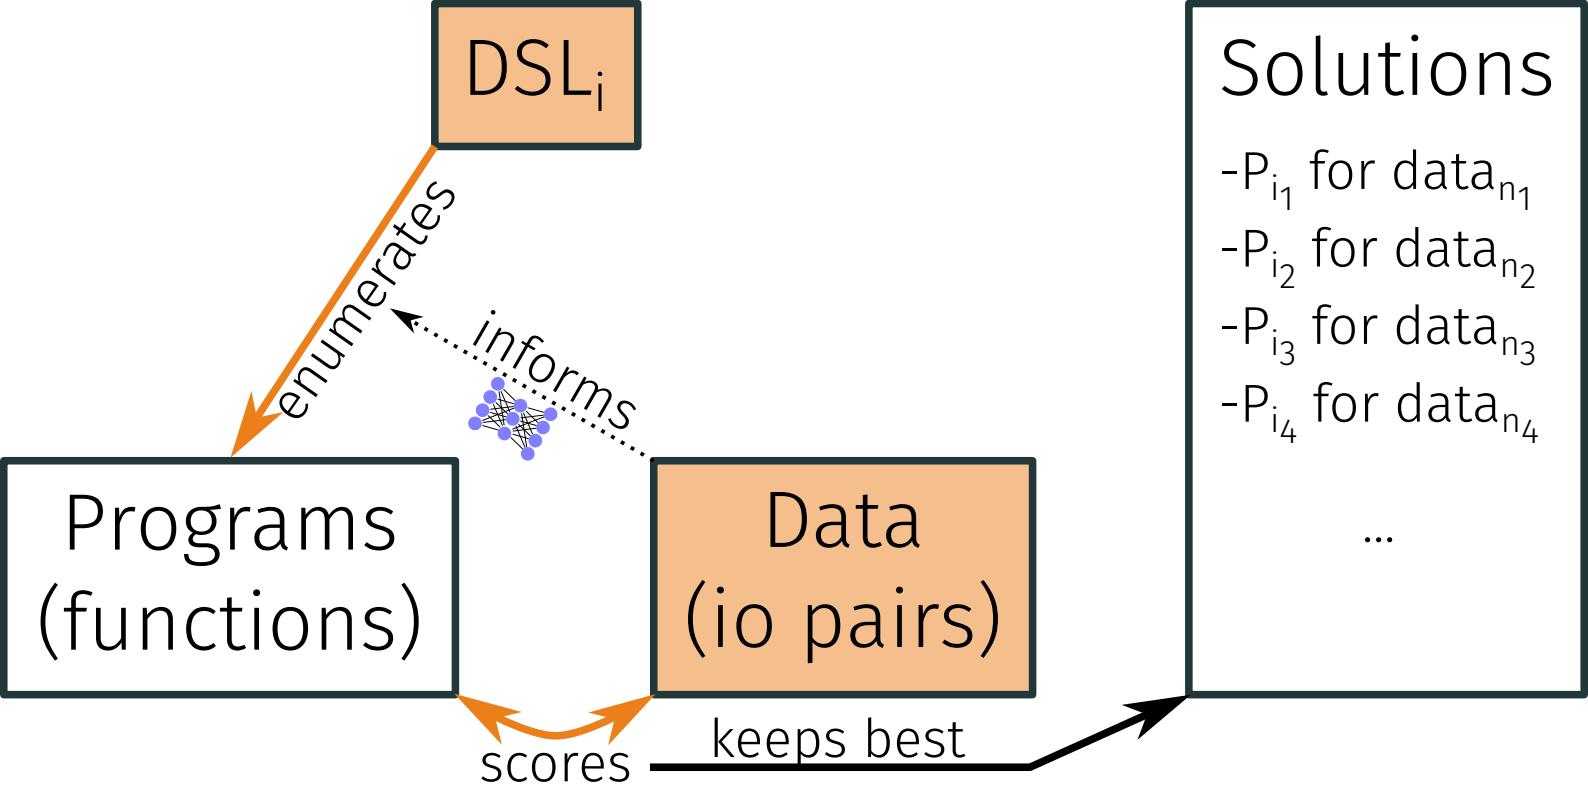 DSLi
enumerates
informs
Programs
(functions)
Data
(io pairs)
scores
keeps best
Solutions
-Pi1 for datan1
-Pi2 for datan2
-Pi3 for datan3
-Pi4 for datan4
...